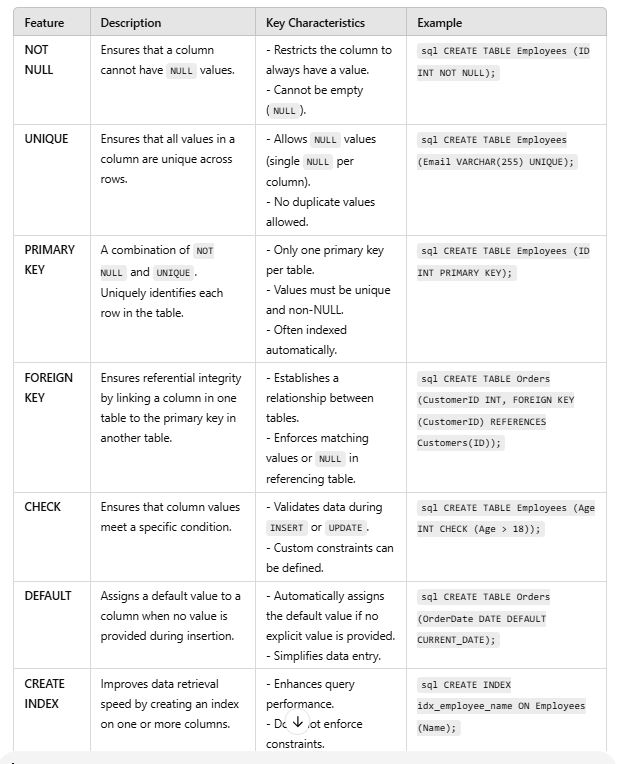 Feature Description Key Characteristics Example
NOT
NULL
Ensures that a column
cannot have NULL values.
- Restricts the column to
always have a value.
- Cannot be empty
( NULL ).
sql CREATE TABLE Employees (ID
INT NOT NULL);
UNIQUE
Ensures that all values in a
column are unique across
rows.
- Allows NULL values
(single NULL per
column).
- No duplicate values
allowed.
sql CREATE TABLE Employees
(Email VARCHAR(255) UNIQUE);
PRIMARY
KEY
A combination of NOT
NULL and UNIQUE .
Uniquely identifies each
row in the table.
- Only one primary key
per table.
- Values must be unique
and non-NULL.
- Often indexed
automatically.
sql CREATE TABLE Employees (ID
INT PRIMARY KEY);
FOREIGN
KEY
Ensures referential integrity
by linking a column in one
table to the primary key in
another table.
- Establishes a
relationship between
tables.
- Enforces matching
values or NULL in
referencing table.
sql CREATE TABLE Orders
(CustomerID INT, FOREIGN KEY
(CustomerID) REFERENCES
Customers(ID));
CHECK
Ensures that column values
meet a specific condition.
- Validates data during
INSERT or UPDATE .
- Custom constraints can
be defined.
sql CREATE TABLE Employees (Age
INT CHECK (Age > 18));
DEFAULT
Assigns a default value to a
column when no value is
provided during insertion.
- Automatically assigns
the default value if no
explicit value is provided.
- Simplifies data entry.
sql CREATE TABLE Orders
(OrderDate DATE DEFAULT
CURRENT_DATE);
CREATE
INDEX
Improves data retrieval
speed by creating an index
on one or more columns.
- Enhances query
performance.
- enforce
constraints.
sql CREATE INDEX
idx_employee_name ON Employees
(Name);